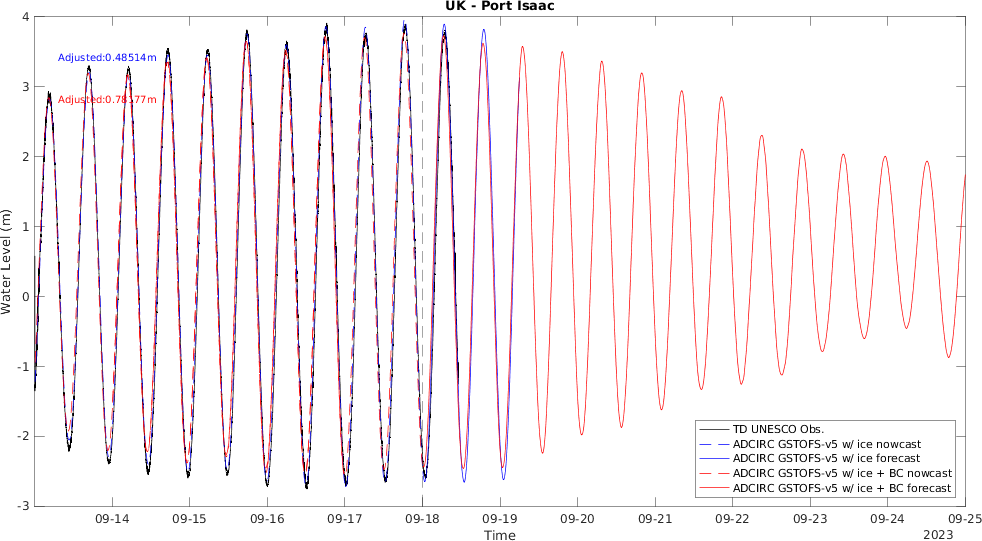 UK - Port Isaac
Adjusted:0.48514m
Adjusted:0.78377m
Water Level (m)
4
3
2
1
0
-1
-2
-3
09-14 09-15 09-16 09-17 09-18 09-19 09-20 09-21 09-22 09-23 09-24 09-25
Time
2023
TD UNESCO Obs.
ADCIRC GSTOFS-v5 w/ ice nowcast
ADCIRC GSTOFS-v5 w/ ice forecast
ADCIRC GSTOFS-v5 w/ ice + BC nowcast
ADCIRC GSTOFS-v5 w/ ice + BC forecast